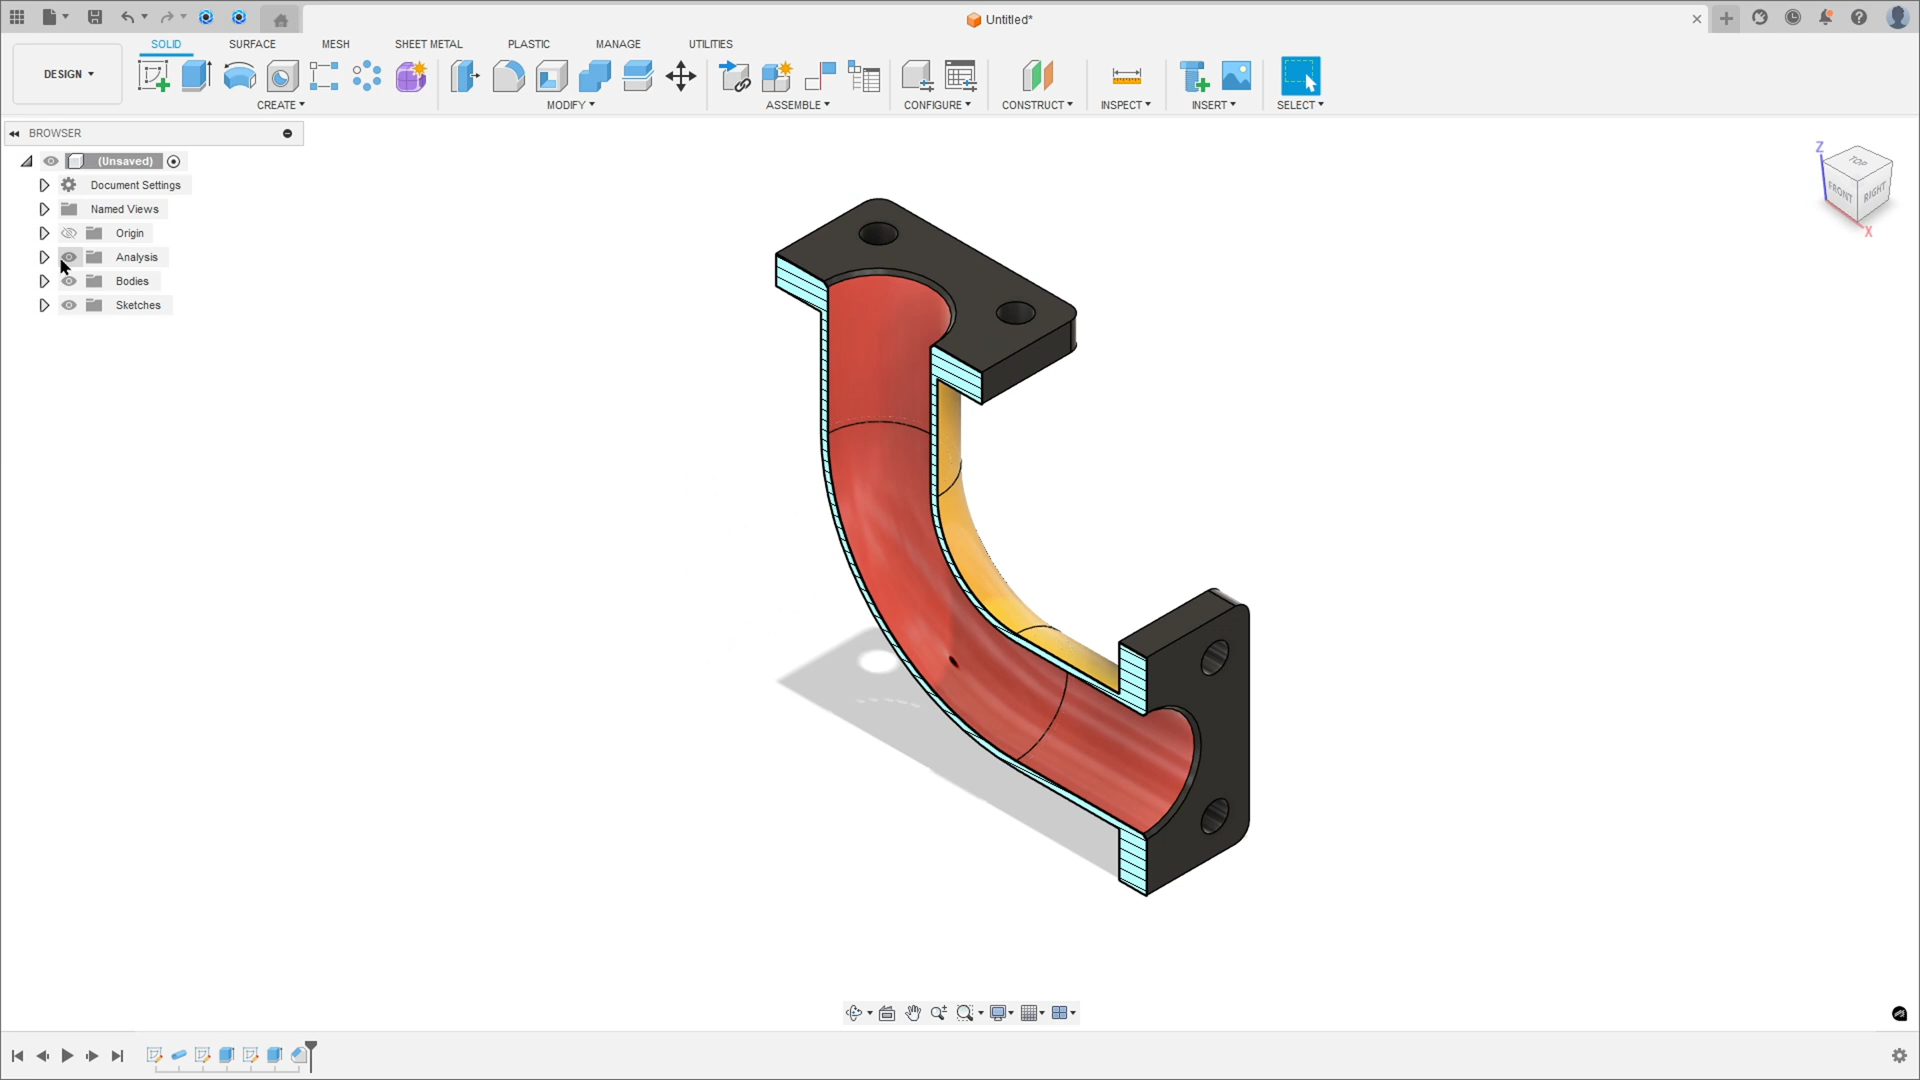 Untitled*
SOLID SURFACE MESH SHEET METAL PLASTIC MANAGE UTILITIES
DESIGN
CREATE MODIFY ASSEMBLE CONFIGURE CONSTRUCT INSPECT INSERT SELECT
BROWSER
(Unsaved)
Document Settings
Named Views
Origin
Analysis
Bodies
Sketches
Z
TOP
FRONT
RIGHT
X